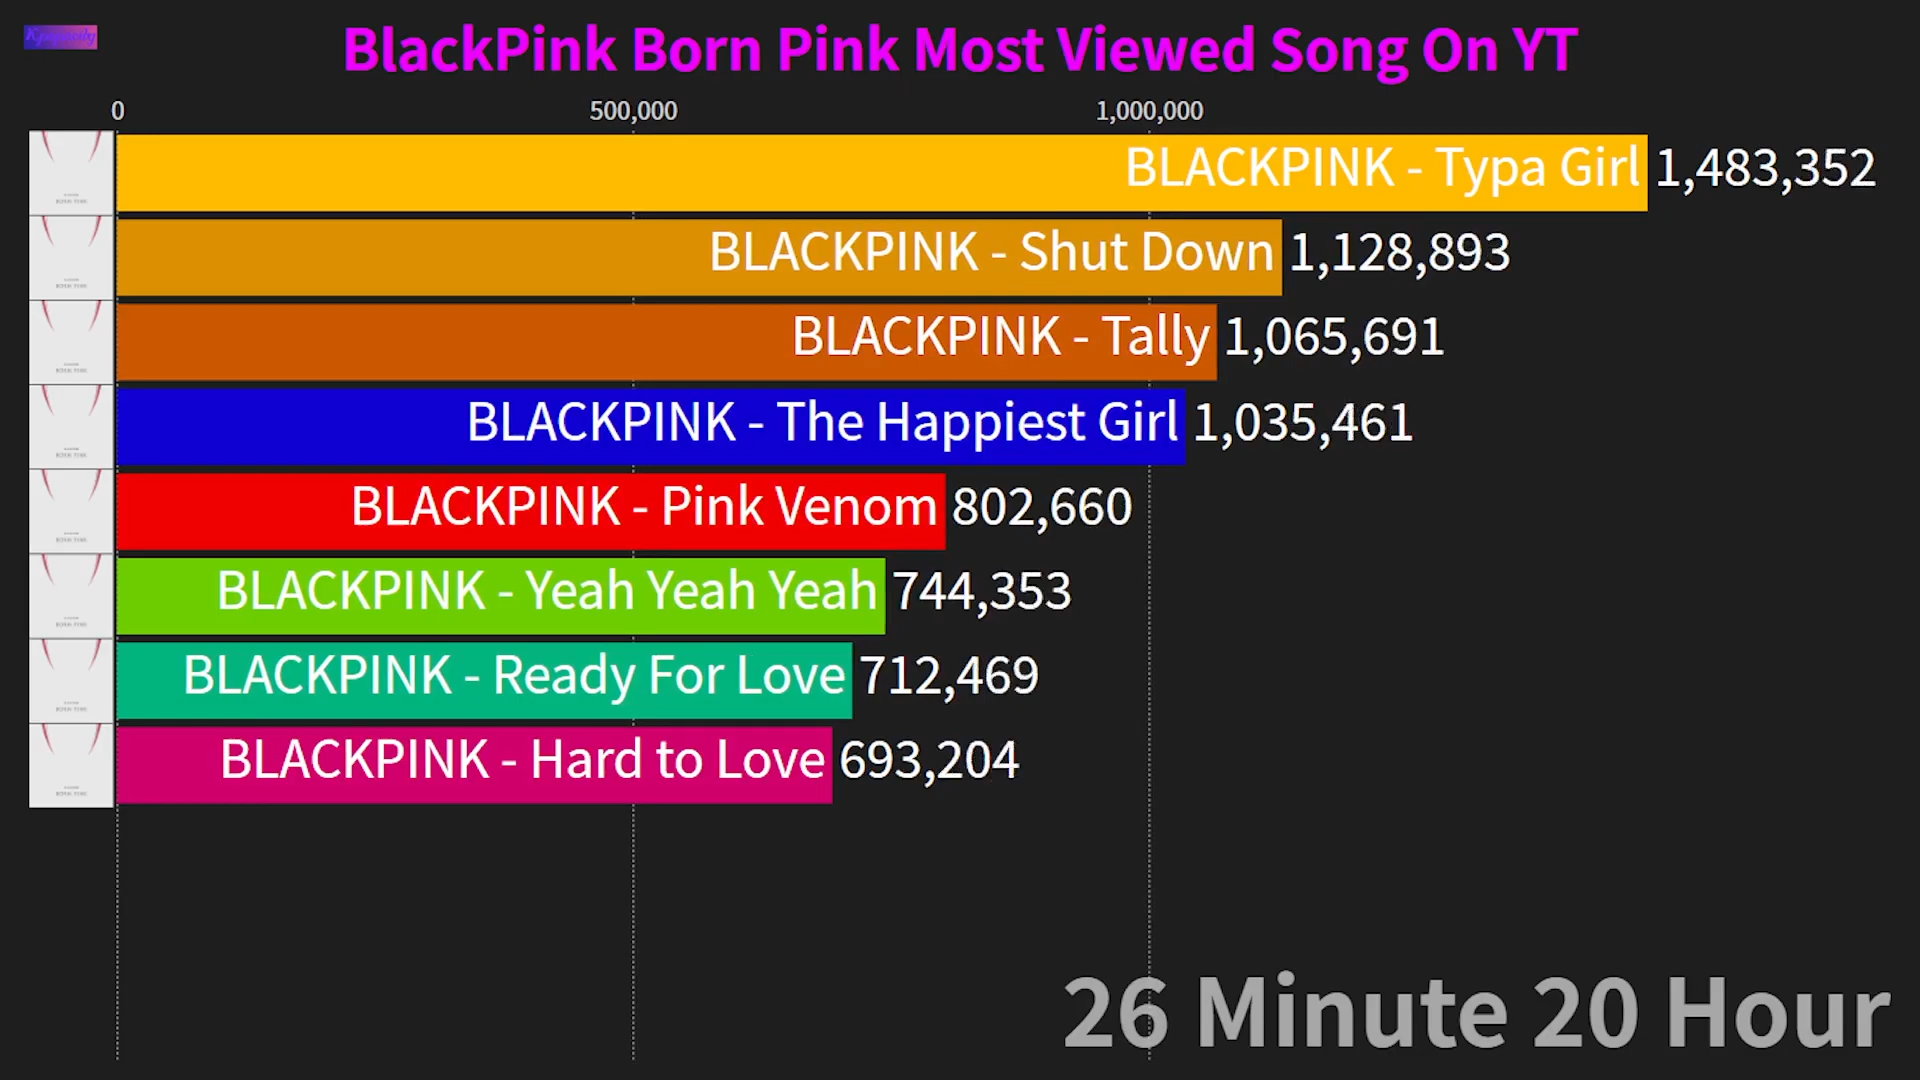 BlackPink Born Pink Most Viewed Song On YT
0 500,000 1,000,000
BLACKPINK - Typa Girl 1,483,352
BLACKPINK - Shut Down 1,128,893
BLACKPINK - Tally 1,065,691
BLACKPINK - The Happiest Girl 1,035,461
BLACKPINK - Pink Venom 802,660
BLACKPINK - Yeah Yeah Yeah 744,353
BLACKPINK - Ready For Love 712,469
BLACKPINK - Hard to Love 693,204
26 Minute 20 Hour